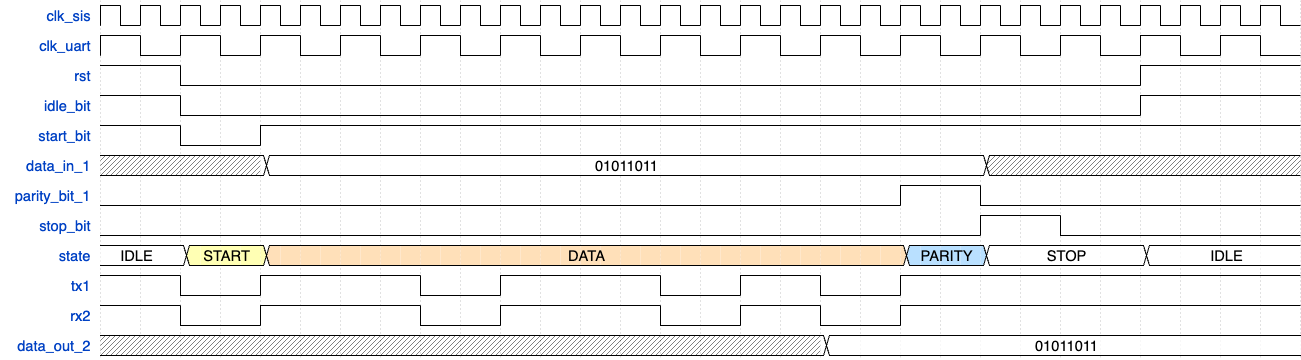 clk_sis
clk_uart
rst
idle_bit
start_bit
data_in_1 01011011
parity_bit_1
stop_bit
state IDLE START DATA PARITY STOP IDLE
tx1
rx2
data_out_2 01011011